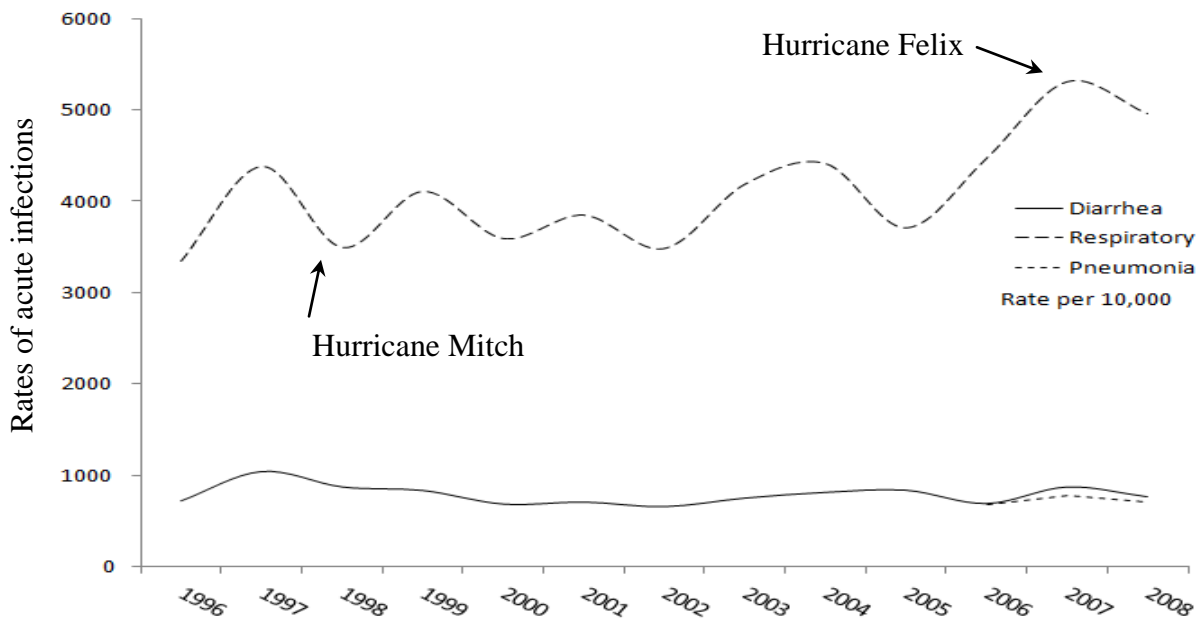 Rates of acute infections
6000
5000
4000
3000
2000
1000
0
Hurricane Felix
Hurricane Mitch
Diarrhea
Respiratory
Pneumonia
Rate per 10,000
1996 1997 1998 1999 2000 2001 2002 2003 2004 2005 2006 2007 2008